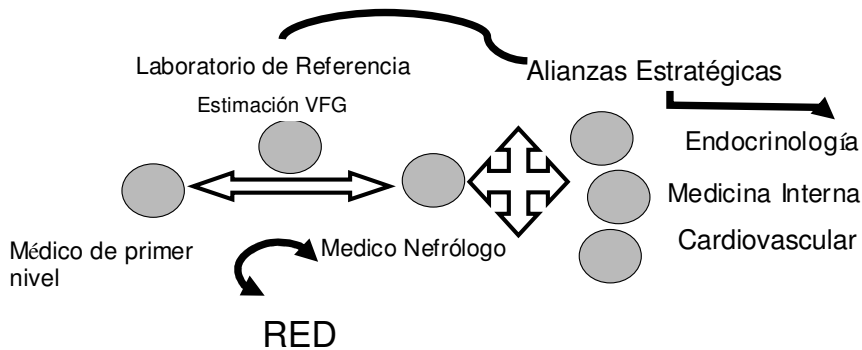 Laboratorio de Referencia
Alianzas Estratégicas
Estimación VFG
Endocrinología
Medicina Interna
Cardiovascular
Médico de primer
nivel
Medico Nefrólogo
RED